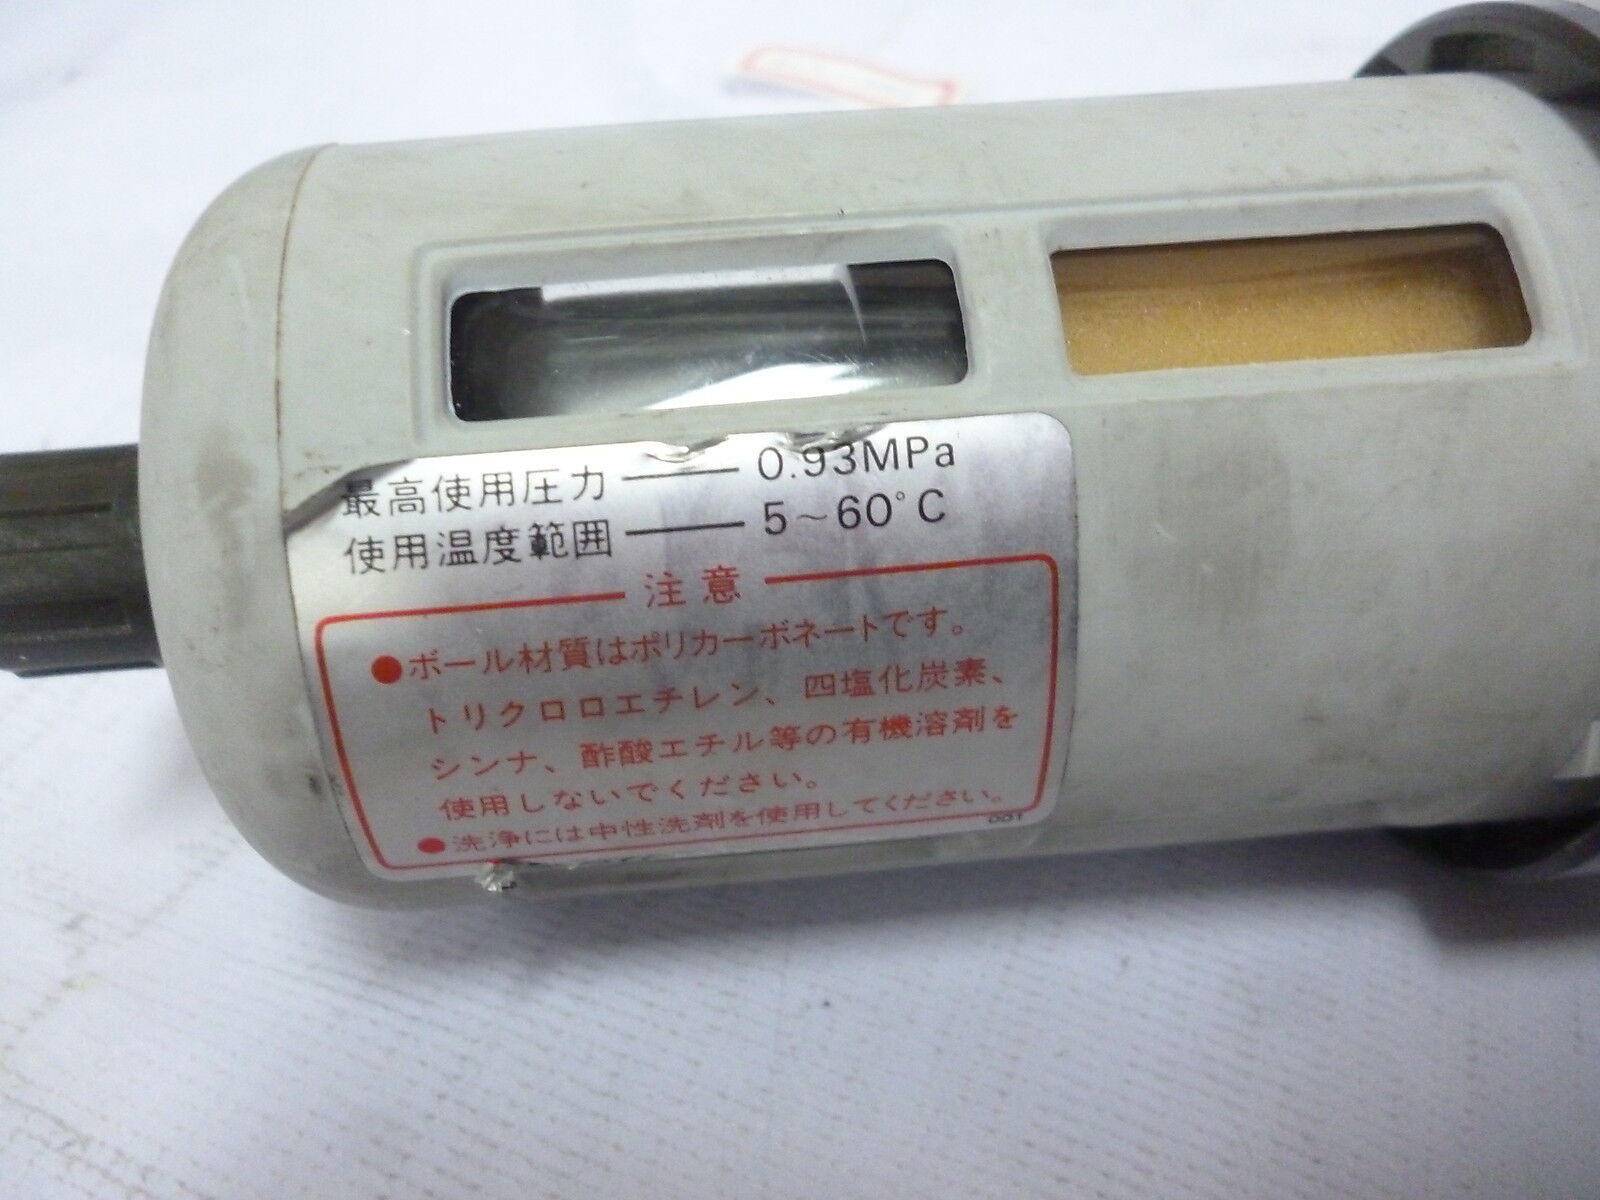 最高使用圧力 —— 0.93MPa
使用温度範囲 —— 5～60°C
注意
●ボール材質はポリカーボネートです。
トリクロロエチレン、四塩化炭素、
シンナ、酢酸エチル等の有機溶剤を
使用しないでください。
●洗浄には中性洗剤を使用してください。
001